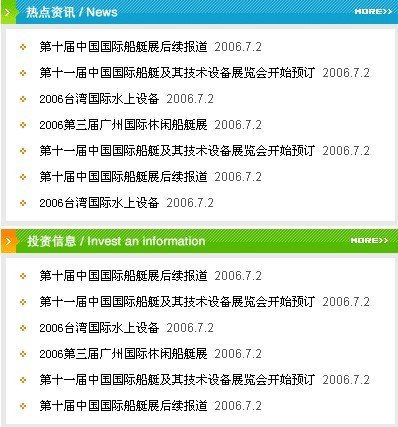 热点资讯 / News MORE>>
第十届中国国际船艇展后续报道 2006.7.2
第十一届中国国际船艇及其技术设备展览会开始预订 2006.7.2
2006台湾国际水上设备 2006.7.2
2006第三届广州国际休闲船艇展 2006.7.2
第十一届中国国际船艇及其技术设备展览会开始预订 2006.7.2
第十届中国国际船艇展后续报道 2006.7.2
2006台湾国际水上设备 2006.7.2
投资信息 / Invest an information MORE>>
第十届中国国际船艇展后续报道 2006.7.2
第十一届中国国际船艇及其技术设备展览会开始预订 2006.7.2
2006台湾国际水上设备 2006.7.2
2006第三届广州国际休闲船艇展 2006.7.2
第十一届中国国际船艇及其技术设备展览会开始预订 2006.7.2
第十届中国国际船艇展后续报道 2006.7.2